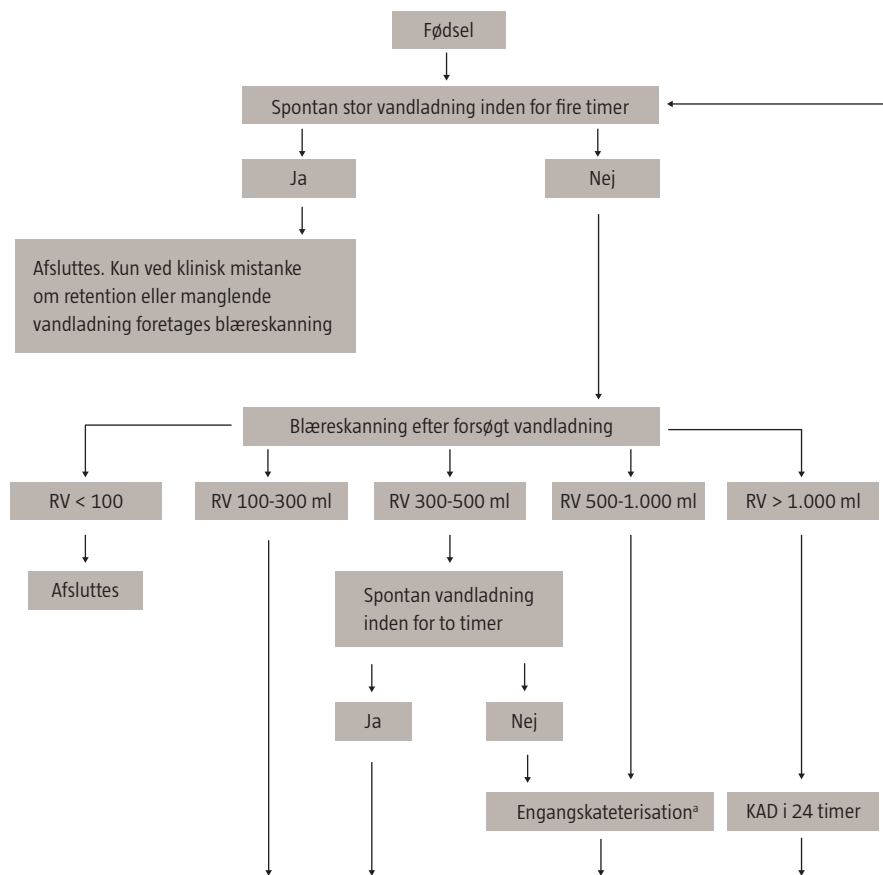 Fødsel
Spontan stor vandladning inden for fire timer
Ja
Nej
Afsluttes. Kun ved klinisk mistanke
om retention eller manglende
vandladning foretages blæreskanning
Blæreskanning efter forsøgt vandladning
RV < 100
RV 100-300 ml
RV 300-500 ml
RV 500-1.000 ml
RV > 1.000 ml
Afsluttes
Spontan vandladning
inden for to timer
Ja
Nej
Engangskateterisationᵃ
KAD i 24 timer